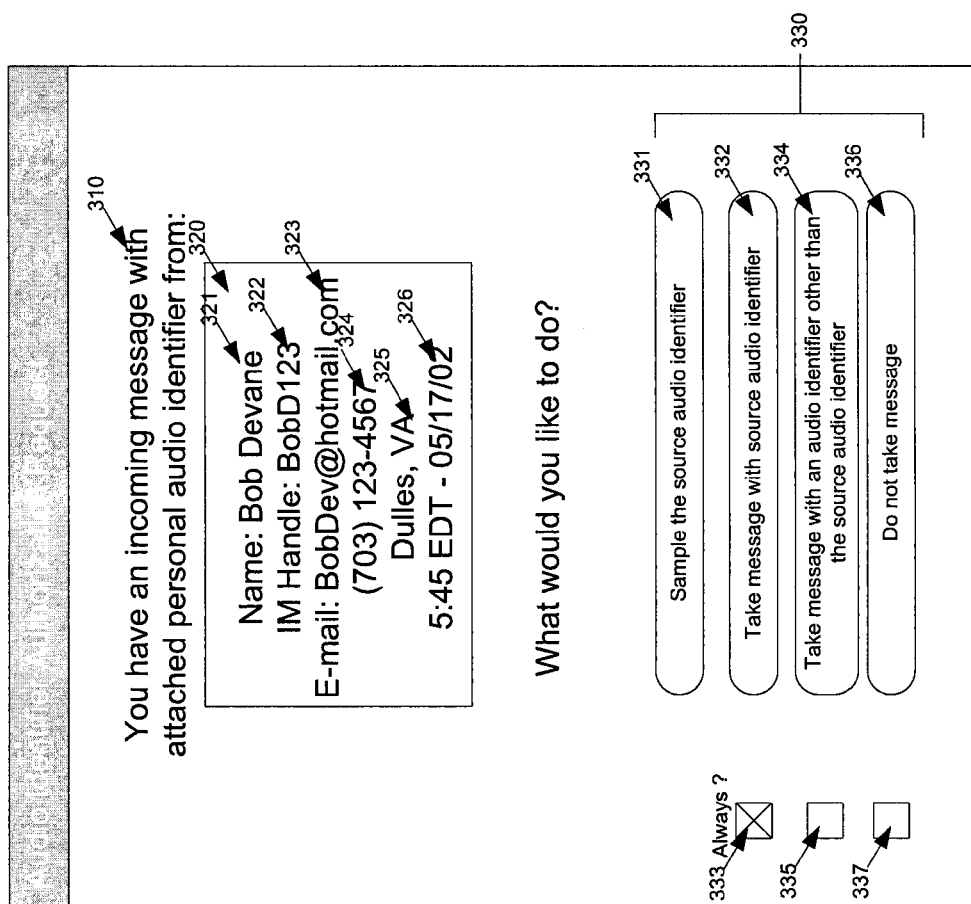 Audio Identifier Authorization Request
310
You have an incoming message with
attached personal audio identifier from:
320
321
Name: Bob Devane
322
IM Handle: BobD123
323
E-mail: BobDev@hotmail.com
324
(703) 123-4567
325
Dulles, VA
326
5:45 EDT - 05/17/02
What would you like to do?
330
Always ?
333
331
Sample the source audio identifier
332
Take message with source audio identifier
335
334
Take message with an audio identifier other than
the source audio identifier
337
336
Do not take message